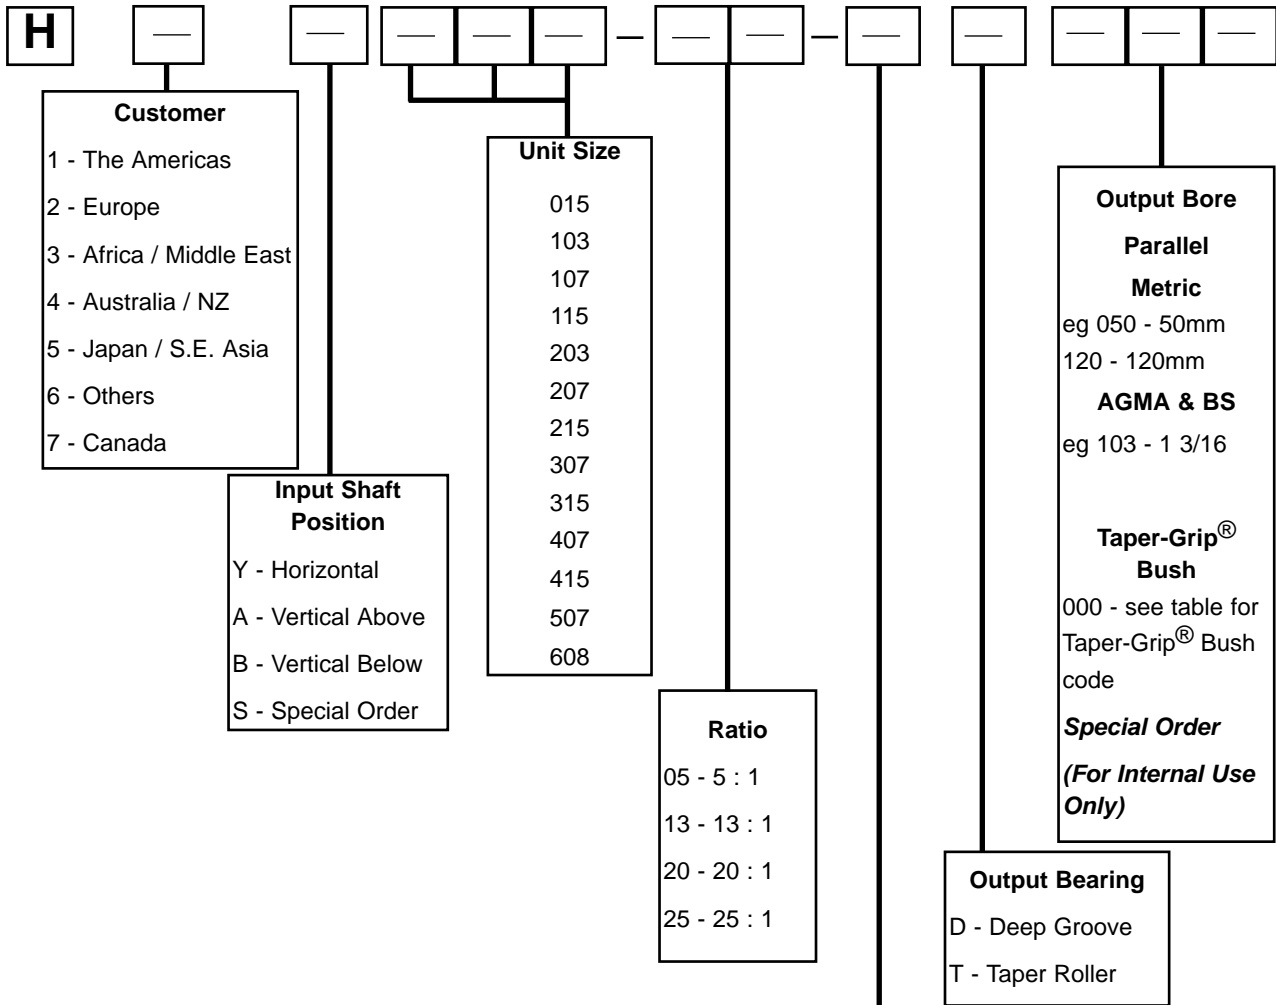 H
Customer
1 - The Americas
2 - Europe
3 - Africa / Middle East
4 - Australia / NZ
5 - Japan / S.E. Asia
6 - Others
7 - Canada
Input Shaft
Position
Y - Horizontal
A - Vertical Above
B - Vertical Below
S - Special Order
Unit Size
015
103
107
115
203
207
215
307
315
407
415
507
608
Ratio
05 - 5 : 1
13 - 13 : 1
20 - 20 : 1
25 - 25 : 1
Output Bearing
D - Deep Groove
T - Taper Roller
Output Bore
Parallel
Metric
eg 050 - 50mm
120 - 120mm
AGMA & BS
eg 103 - 1 3/16
Taper-Grip®
Bush
000 - see table for
Taper-Grip® Bush
code
Special Order
(For Internal Use
Only)